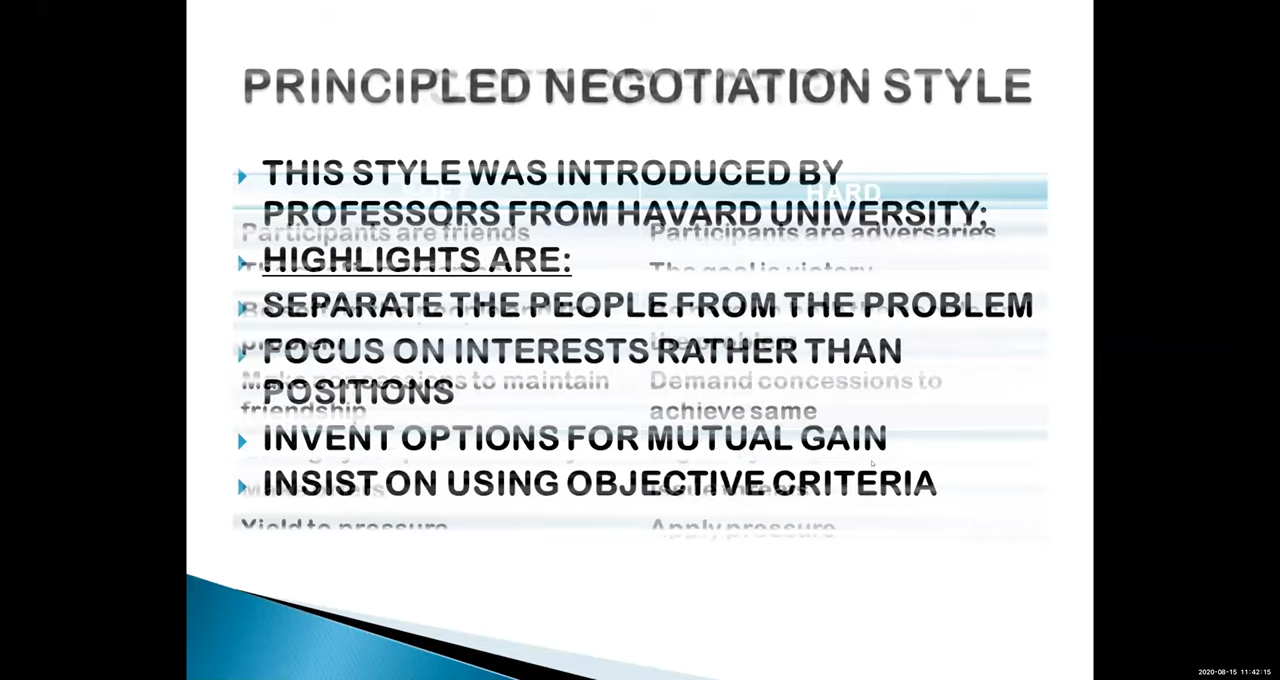 PRINCIPLED NEGOTIATION STYLE
THIS STYLE WAS INTRODUCED BY
PROFESSORS FROM HAVARD UNIVERSITY:
HIGHLIGHTS ARE:
SEPARATE THE PEOPLE FROM THE PROBLEM
FOCUS ON INTERESTS RATHER THAN
POSITIONS
INVENT OPTIONS FOR MUTUAL GAIN
INSIST ON USING OBJECTIVE CRITERIA
HARD
Participants are friends
Participants are adversaries
The goal is victory
the problem
Make concessions to maintain
friendship
Demand concessions to
achieve same
Yield to pressure
Apply pressure
2020-08-15 11:42:15